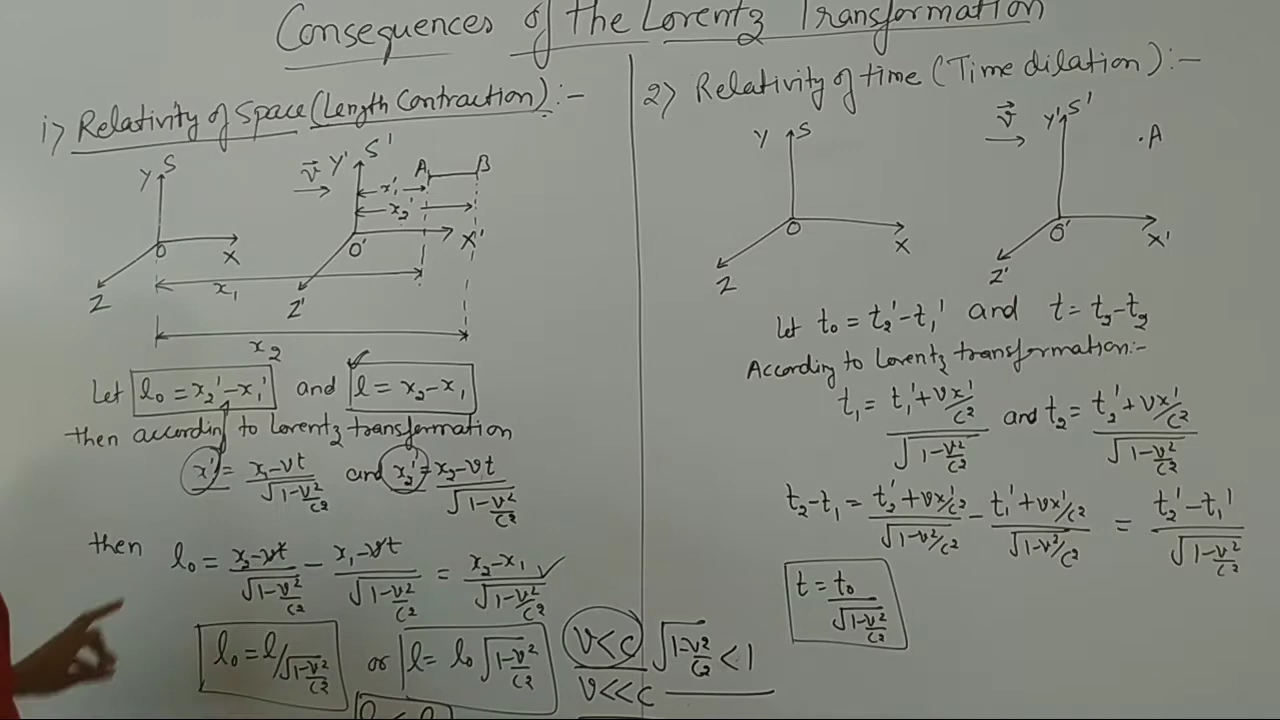 Consequences of the Lorentz Transformation
1) Relativity of Space (Length Contraction) :-
Y S
O
X
Z
v⃗
Y' S'
A B
x₁'
x₂'
O'
X'
Z'
x₁
x₂
Let l₀ = x₂' - x₁' and l = x₂ - x₁
then according to Lorentz transformation
x' = (x₁ - vt)/√(1 - v²/c²) and x₂' = (x₂ - vt)/√(1 - v²/c²)
then l₀ = (x₂ - vt)/√(1 - v²/c²) - (x₁ - vt)/√(1 - v²/c²) = (x₂ - x₁)/√(1 - v²/c²) ✓
l₀ = l/√(1 - v²/c²) or l = l₀ √(1 - v²/c²)
v < c √(1 - v²/c²) < 1
v << c
2) Relativity of time (Time dilation) :-
Y S
O
X
Z
v⃗
Y' S'
.A
O'
X'
Z'
Let t₀ = t₂' - t₁' and t = t₂ - t₂
According to Lorentz transformation:-
t₁ = (t₁' + vx'/c²)/√(1 - v²/c²) and t₂ = (t₂' + vx'/c²)/√(1 - v²/c²)
t₂ - t₁ = (t₂' + vx'/c²)/√(1 - v²/c²) - (t₁' + vx'/c²)/√(1 - v²/c²) = (t₂' - t₁')/√(1 - v²/c²)
t = t₀/√(1 - v²/c²)